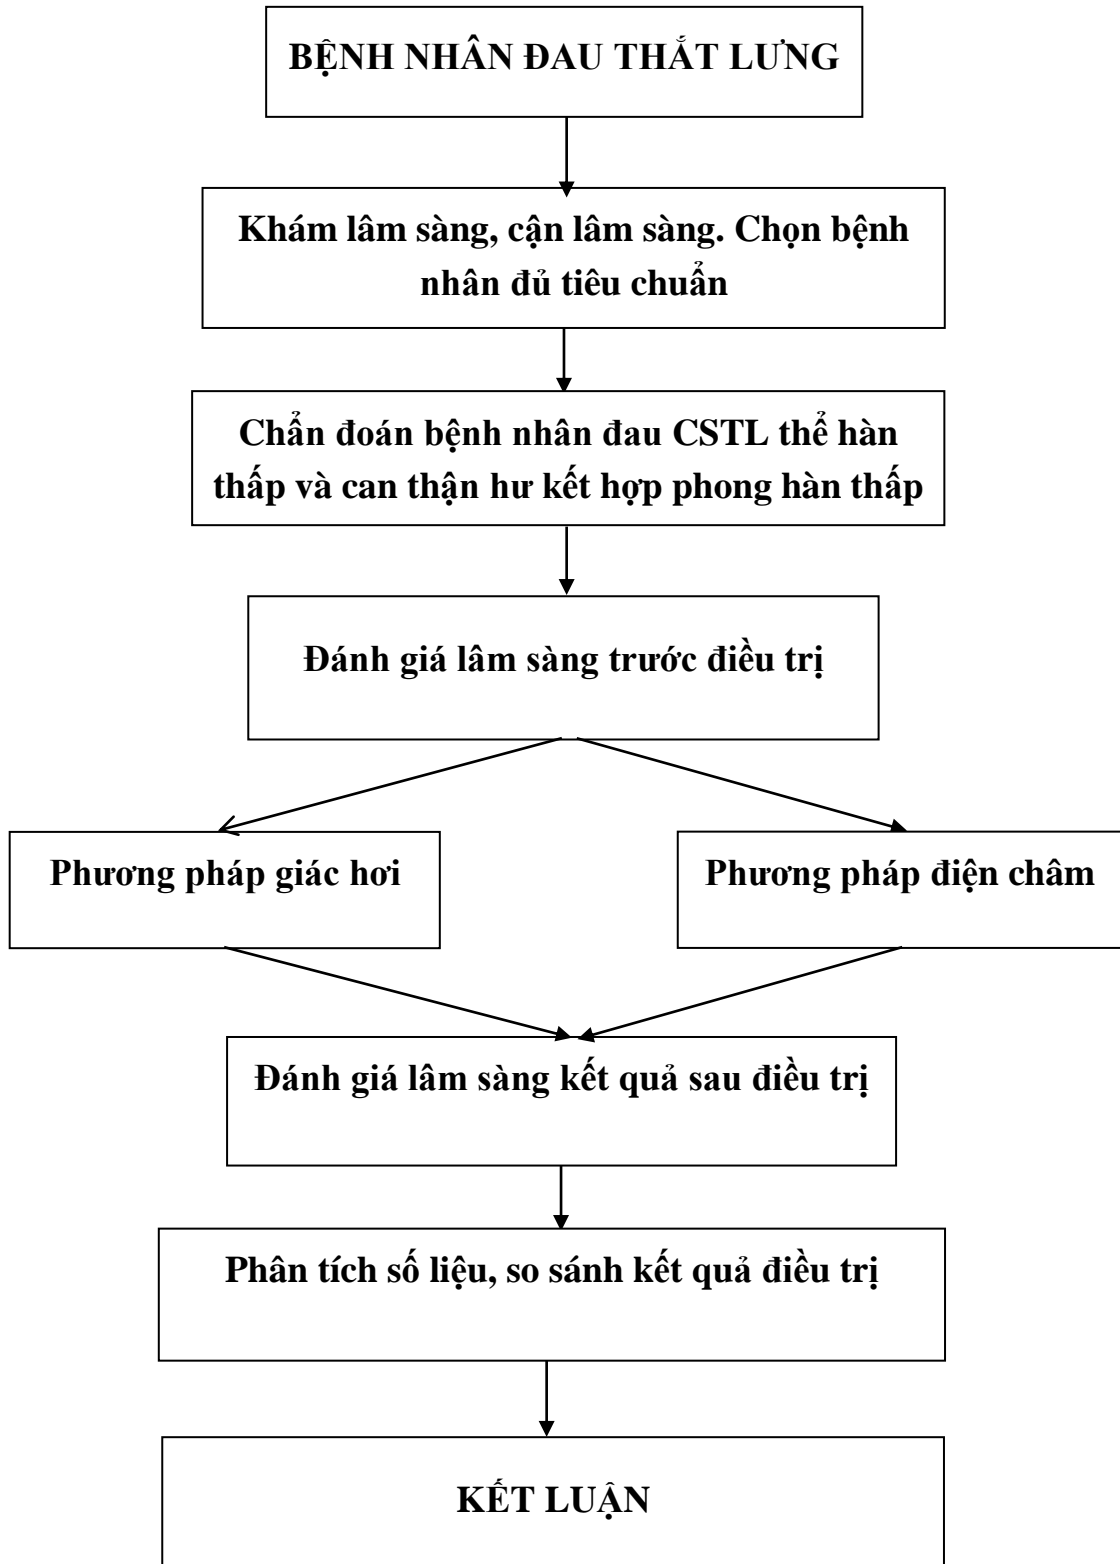 BỆNH NHÂN ĐAU THẮT LƯNG
Khám lâm sàng, cận lâm sàng. Chọn bệnh
nhân đủ tiêu chuẩn
Chẩn đoán bệnh nhân đau CSTL thể hàn
thấp và can thận hư kết hợp phong hàn thấp
Đánh giá lâm sàng trước điều trị
Phương pháp giác hơi
Phương pháp điện châm
Đánh giá lâm sàng kết quả sau điều trị
Phân tích số liệu, so sánh kết quả điều trị
KẾT LUẬN